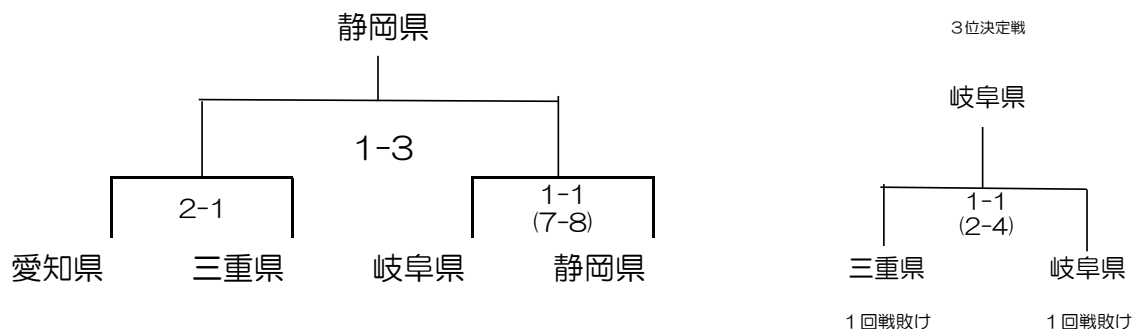 静岡県
1-3
2-1
1-1
(7-8)
愛知県 三重県 岐阜県 静岡県
3位決定戦
岐阜県
1-1
(2-4)
三重県 岐阜県
1回戦敗け 1回戦敗け